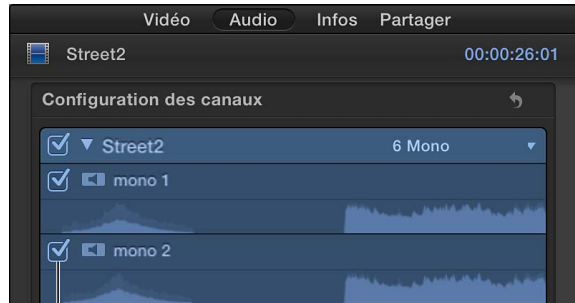 Vidéo Audio Infos Partager
Street2 00:00:26:01
Configuration des canaux
Street2 6 Mono
mono 1
mono 2